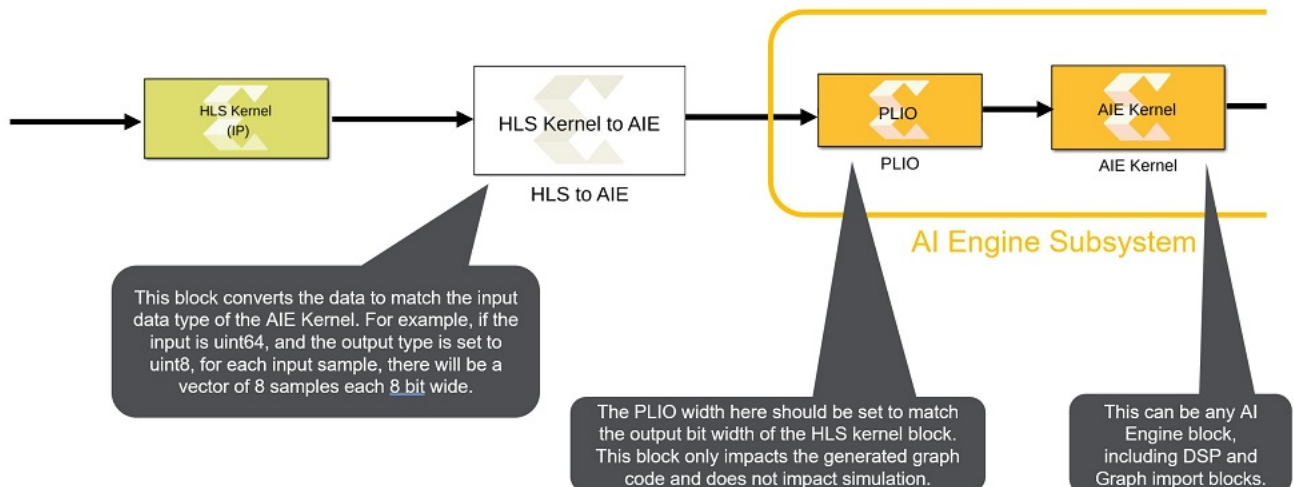 HLS Kernel
(IP)
HLS Kernel to AIE
HLS to AIE
PLIO
PLIO
AIE Kernel
AIE Kernel
AI Engine Subsystem
This block converts the data to match the input
data type of the AIE Kernel. For example, if the
input is uint64, and the output type is set to
uint8, for each input sample, there will be a
vector of 8 samples each 8 bit wide.
The PLIO width here should be set to match
the output bit width of the HLS kernel block.
This block only impacts the generated graph
code and does not impact simulation.
This can be any AI
Engine block,
including DSP and
Graph import blocks.